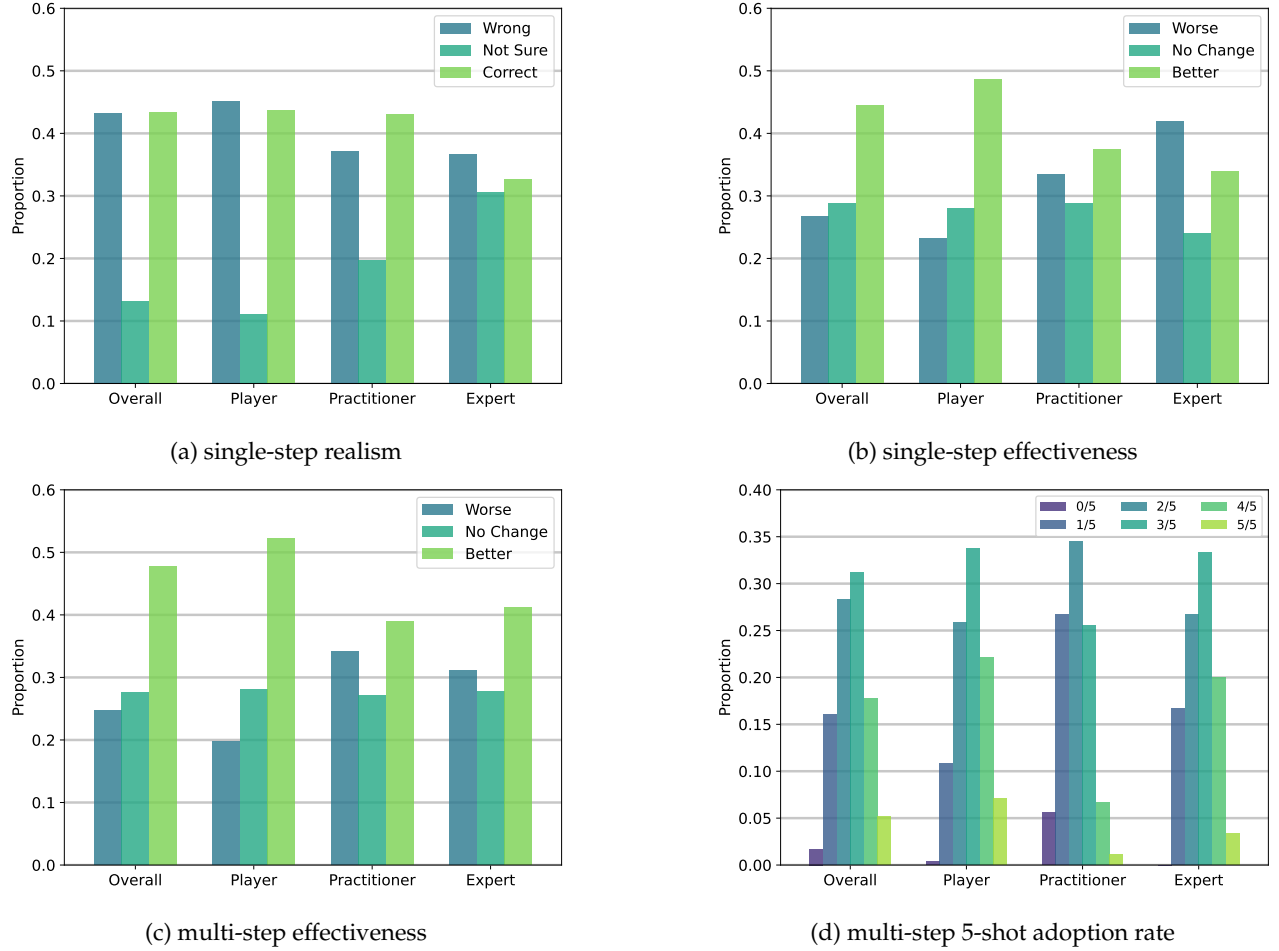 0.6
0.5
0.4
0.3
0.2
0.1
0.0
Proportion
Wrong
Not Sure
Correct
Overall Player Practitioner Expert
(a) single-step realism
0.6
0.5
0.4
0.3
0.2
0.1
0.0
Proportion
Worse
No Change
Better
Overall Player Practitioner Expert
(b) single-step effectiveness
0.6
0.5
0.4
0.3
0.2
0.1
0.0
Proportion
Worse
No Change
Better
Overall Player Practitioner Expert
(c) multi-step effectiveness
0.40
0.35
0.30
0.25
0.20
0.15
0.10
0.05
0.00
Proportion
0/5 2/5 4/5
1/5 3/5 5/5
Overall Player Practitioner Expert
(d) multi-step 5-shot adoption rate